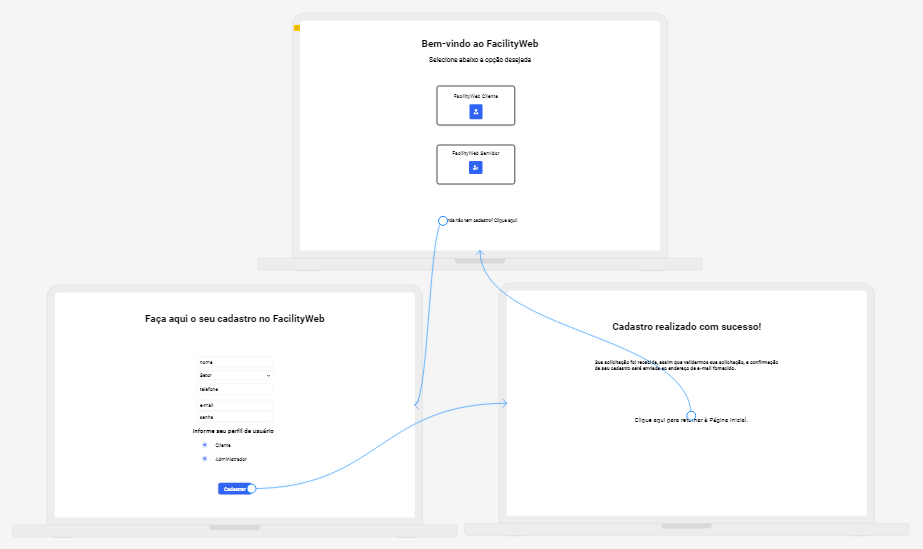 Bem-vindo ao FacilityWeb
Selecione abaixo a opção desejada
FacilityWeb Cliente
FacilityWeb Servidor
não tem cadastro? Clique aqui!
Faça aqui o seu cadastro no FacilityWeb
nome
Setor
telefone
e-mail
senha
Informe seu perfil de usuário
Cliente
Administrador
Cadastrar
Cadastro realizado com sucesso!
Sua solicitação foi recebida, assim que validarmos sua solicitação, a confirmação
de seu cadastro será enviada ao endereço de e-mail fornecido.
Clique aqui para retornar à Página Inicial.